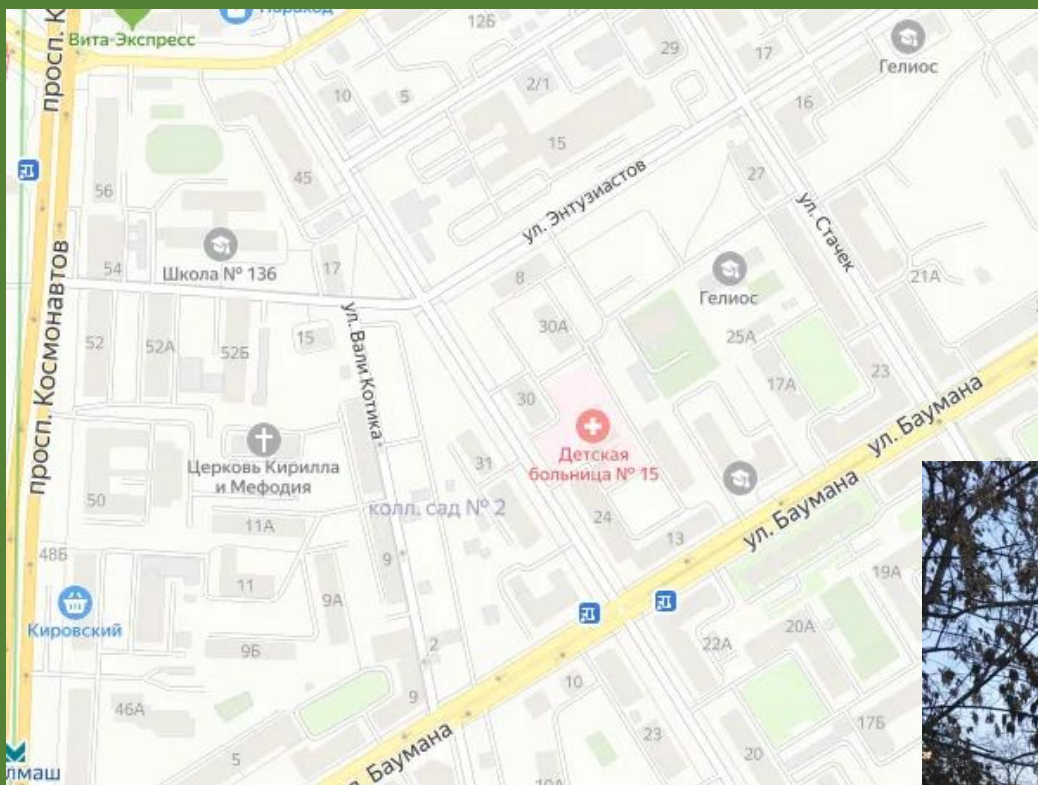 Вита-Экспресс
просп. К
12Б
29
17
Гелиос
10
5
2/1
16
15
45
56
ул. Энтузиастов
27
ул. Стачек
54
Школа № 136
17
8
Гелиос
21А
просп. Космонавтов
52
52А
52Б
15
ул. Вали Котика
30А
25А
17А
23
30
ул. Баумана
Детская
больница № 15
Церковь Кирилла
и Мефодия
31
50
колл. сад № 2
11А
24
13
ул. Баумана
48Б
11
9
9А
19А
Кировский
9Б
2
22А
20А
46А
9
10
17Б
23
20
5
лмаш
Баумана